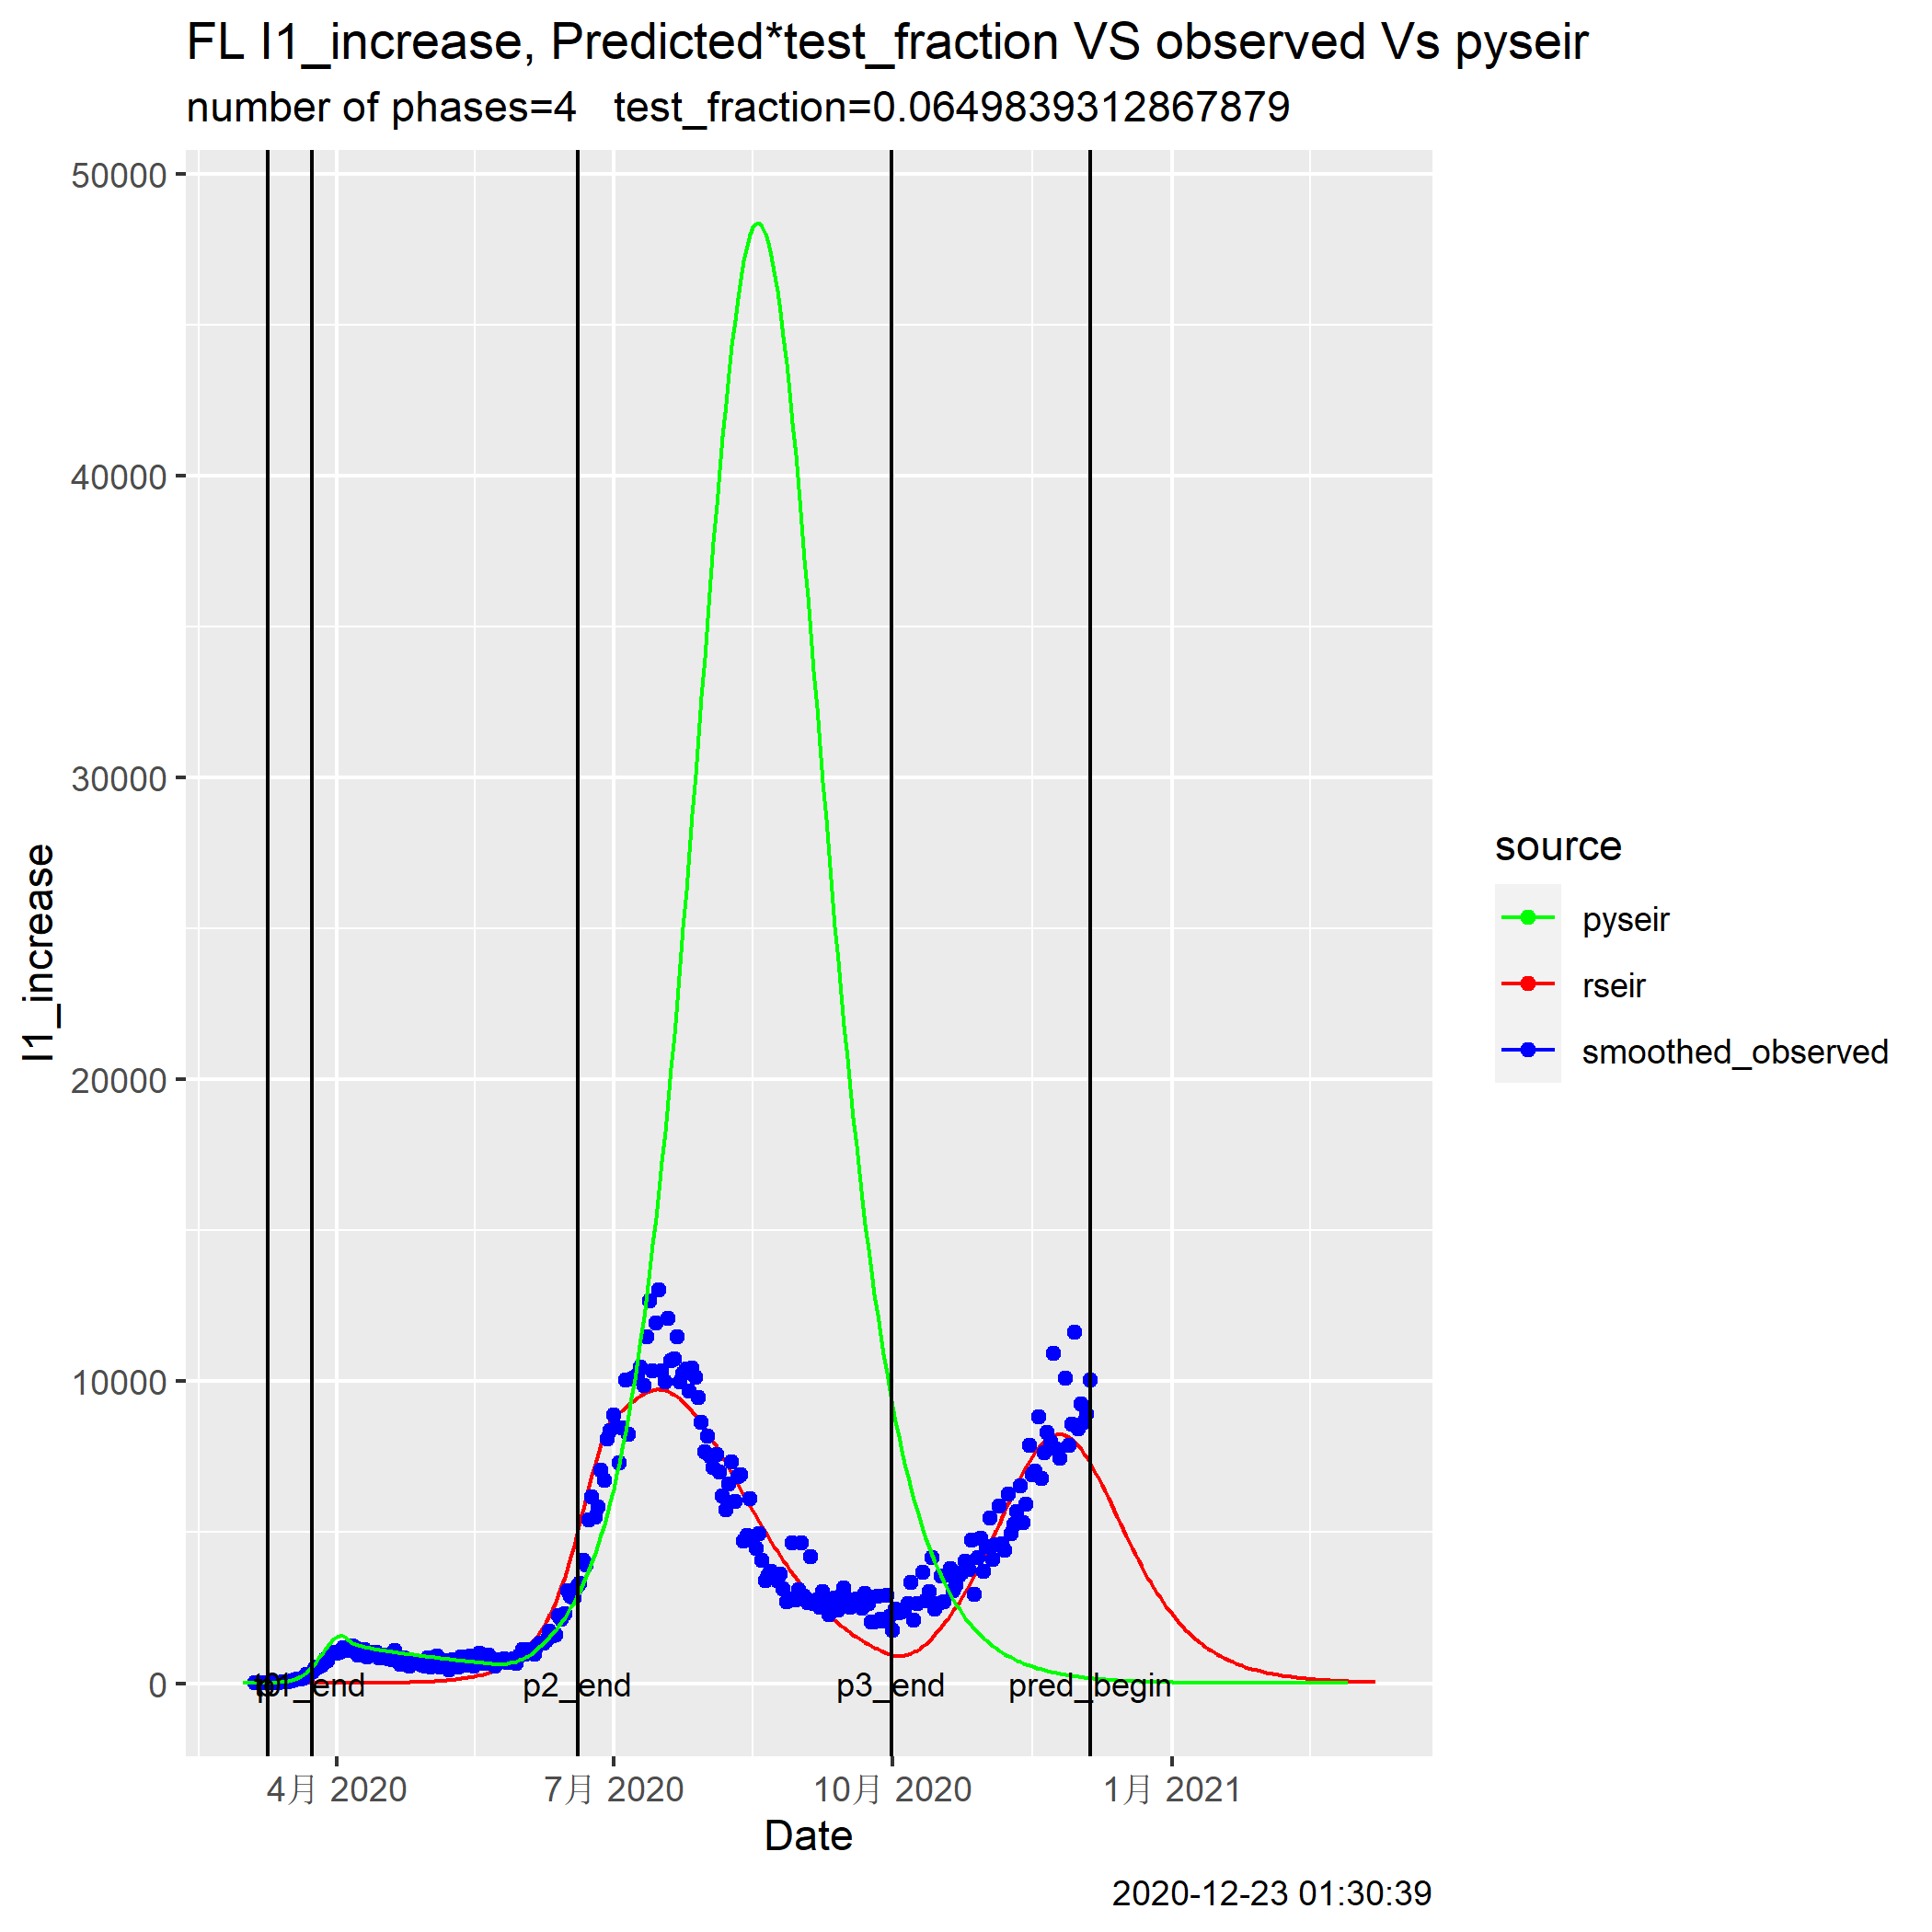 FL I1_increase, Predicted*test_fraction VS observed Vs pyseir
number of phases=4 test_fraction=0.0649839312867879
50000
40000
30000
20000
10000
0
I1_increase
p1_end
p2_end
p3_end
pred_begin
4月 2020
7月 2020
10月 2020
1月 2021
Date
source
pyseir
rseir
smoothed_observed
2020-12-23 01:30:39